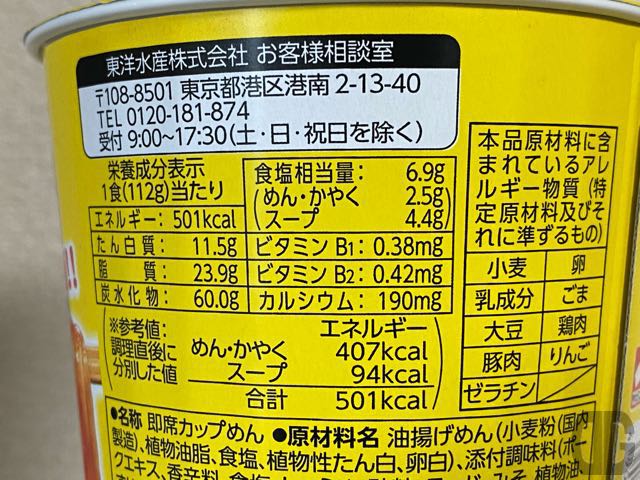 東洋水産株式会社 お客様相談室
〒108-8501 東京都港区港南2-13-40
TEL 0120-181-874
受付 9:00~17:30(土・日・祝日を除く)
栄養成分表示
1食(112g)当たり
エネルギー: 501kcal
たん白質: 11.5g
脂質: 23.9g
炭水化物: 60.0g
食塩相当量: 6.9g
(めん・かやく 2.5g
スープ 4.4g)
ビタミン B1: 0.38mg
ビタミン B2: 0.42mg
カルシウム: 190mg
※参考値:
調理直後に
分別した値
エネルギー
めん・かやく 407kcal
スープ 94kcal
合計 501kcal
本品原材料に含
まれているアレ
ルギー物質(特
定原材料及びそ
れに準ずるもの)
小麦 卵
乳成分 ごま
大豆 鶏肉
豚肉 りんご
ゼラチン
●名称 即席カップめん ●原材料名 油揚げめん(小麦粉(国内
製造)、植物油脂、食塩、植物性たん白、卵白)、添付調味料(ポー
クエキス、香辛料、